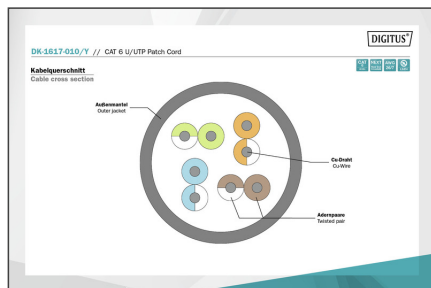 DIGITUS®
DK-1617-010/Y // CAT 6 U/UTP Patch Cord
Kabelquerschnitt
Cable cross section
Außenmantel
Outer jacket
Cu-Draht
Cu-Wire
Adernpaare
Twisted pair